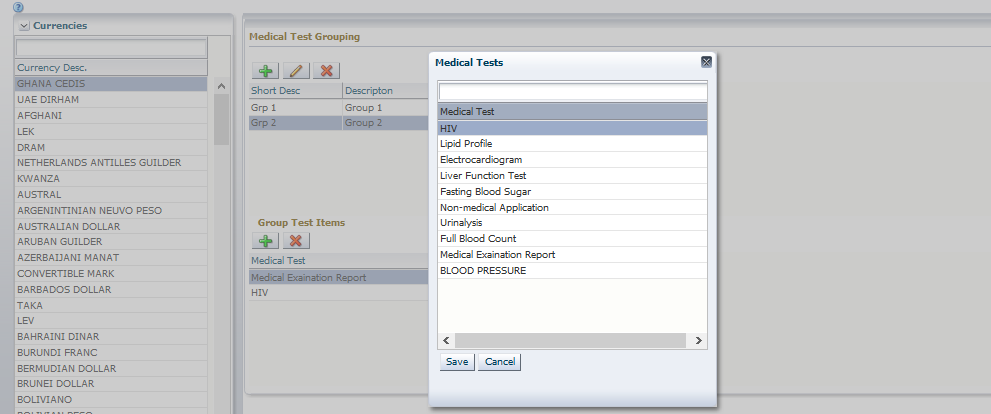 Currencies
Currency Desc.
GHANA CEDIS
UAE DIRHAM
AFGHANI
LEK
DRAM
NETHERLANDS ANTILLES GUILDER
KWANZA
AUSTRAL
ARGENINTINIAN NEUVO PESO
AUSTRALIAN DOLLAR
ARUBAN GUILDER
AZERBAIJANI MANAT
CONVERTIBLE MARK
BARBADOS DOLLAR
TAKA
LEV
BAHRAINI DINAR
BURUNDI FRANC
BERMUDIAN DOLLAR
BRUNEI DOLLAR
BOLIVIANO
BOLIVIAN PESO
Medical Test Grouping
Short Desc Descripton
Grp 1 Group 1
Grp 2 Group 2
Group Test Items
Medical Test
Medical Exaination Report
HIV
Medical Tests
Medical Test
HIV
Lipid Profile
Electrocardiogram
Liver Function Test
Fasting Blood Sugar
Non-medical Application
Urinalysis
Full Blood Count
Medical Exaination Report
BLOOD PRESSURE
Save Cancel